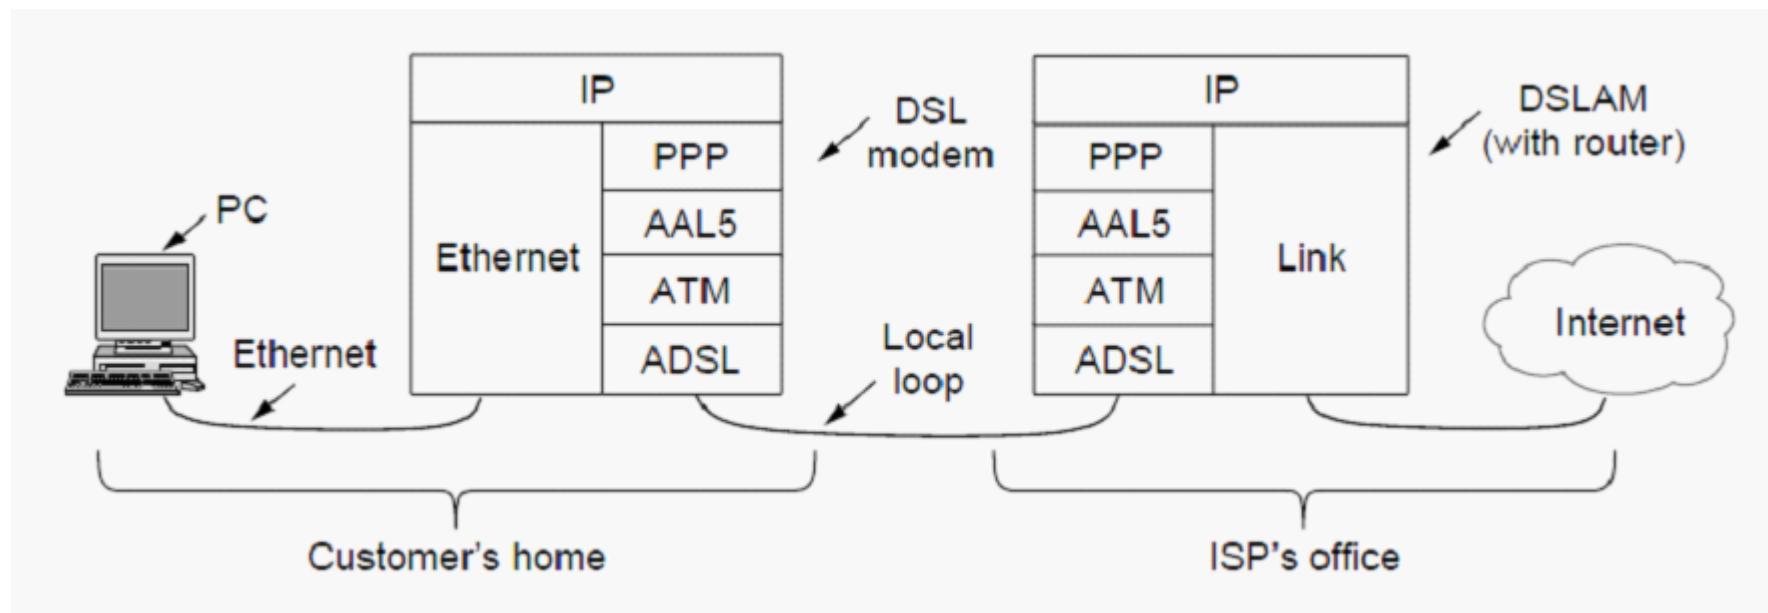 IP
IP
DSL
modem
DSLAM
(with router)
PPP
PPP
PC
AAL5
AAL5
Ethernet
Link
ATM
ATM
Internet
Ethernet
Local
loop
ADSL
ADSL
Customer's home
ISP's office